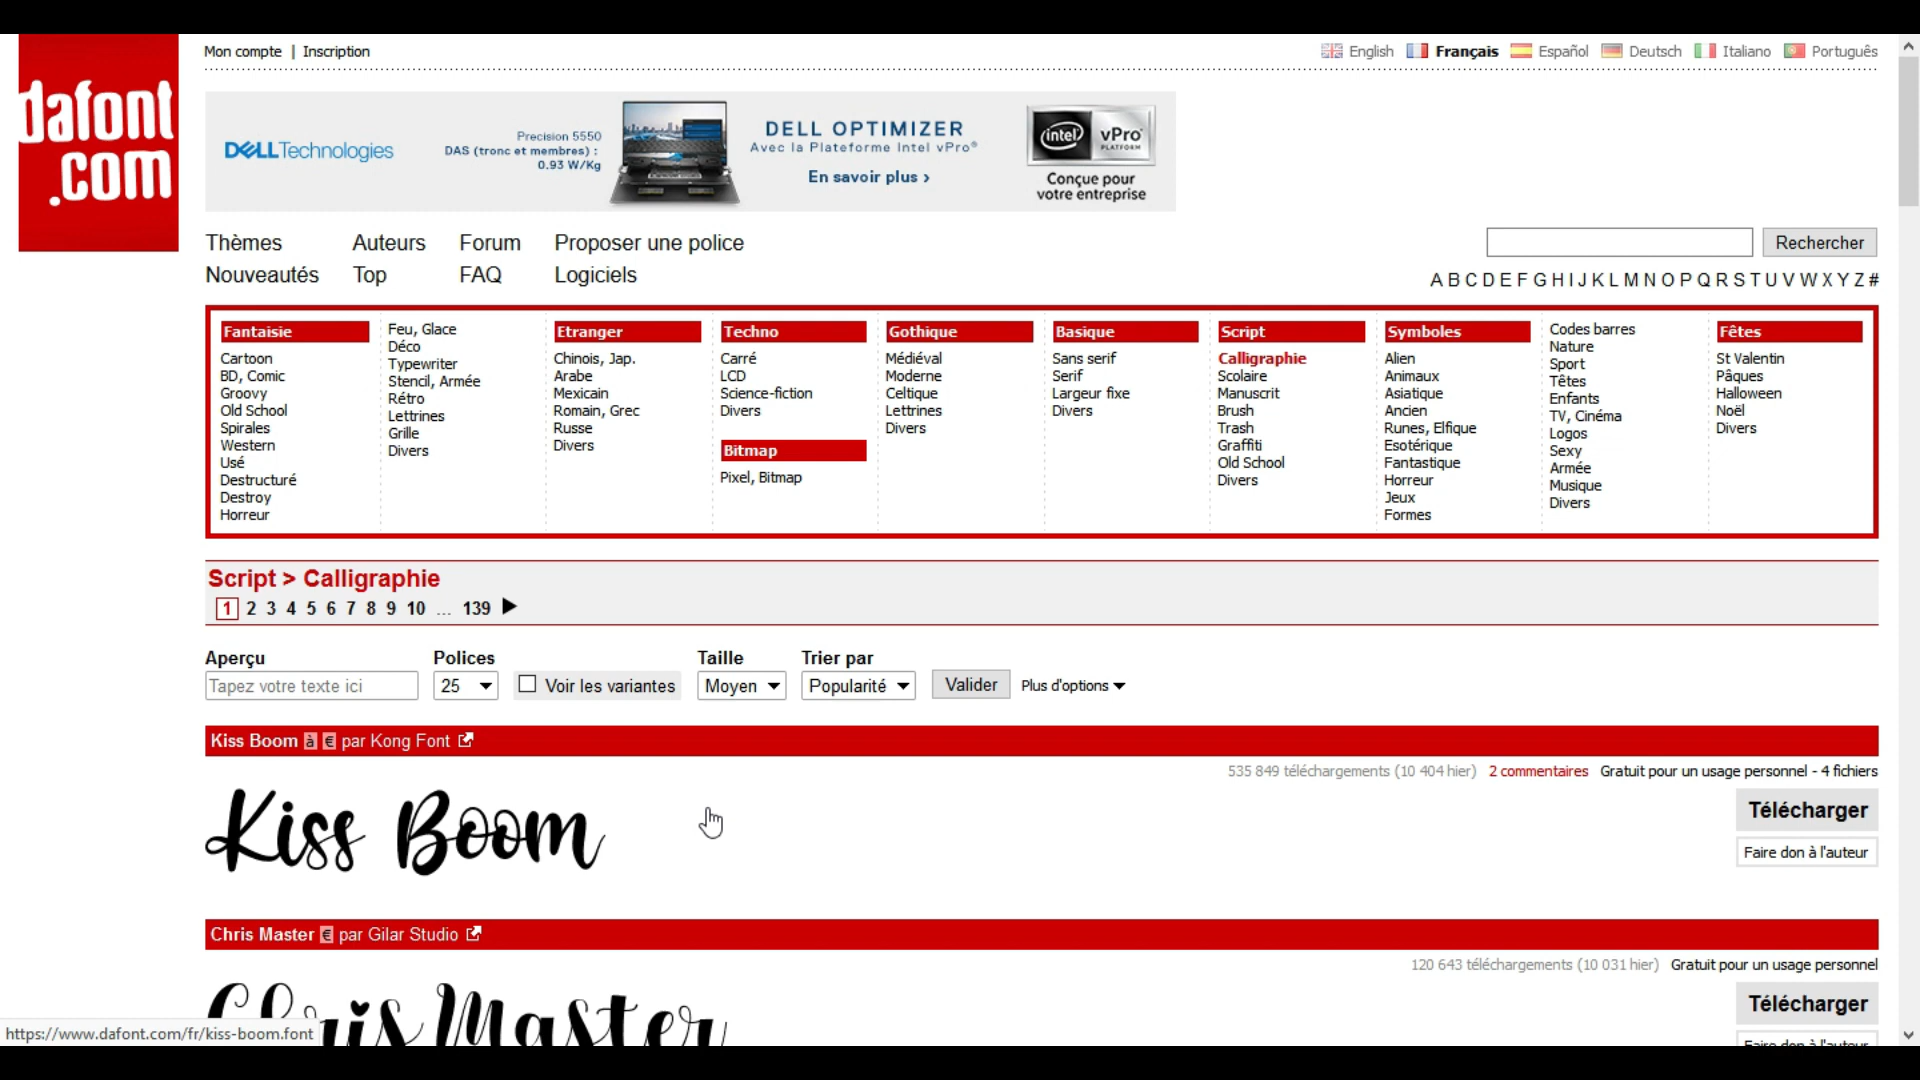 dafont
.com
Mon compte | Inscription
English Français Español Deutsch Italiano Português
DELLTechnologies
Precision 5550
DAS (tronc et membres) :
0.93 W/Kg
DELL OPTIMIZER
Avec la Plateforme Intel vPro®
En savoir plus ›
intel vPro
PLATFORM
Conçue pour
votre entreprise
Thèmes Auteurs Forum Proposer une police
Nouveautés Top FAQ Logiciels
Rechercher
A B C D E F G H I J K L M N O P Q R S T U V W X Y Z #
Fantaisie
Cartoon
BD, Comic
Groovy
Old School
Spirales
Western
Usé
Destructuré
Destroy
Horreur
Feu, Glace
Déco
Typewriter
Stencil, Armée
Rétro
Lettrines
Grille
Divers
Etranger
Chinois, Jap.
Arabe
Mexicain
Romain, Grec
Russe
Divers
Techno
Carré
LCD
Science-fiction
Divers
Bitmap
Pixel, Bitmap
Gothique
Médiéval
Moderne
Celtique
Lettrines
Divers
Basique
Sans serif
Serif
Largeur fixe
Divers
Script
Calligraphie
Scolaire
Manuscrit
Brush
Trash
Graffiti
Old School
Divers
Symboles
Alien
Animaux
Asiatique
Ancien
Runes, Elfique
Esotérique
Fantastique
Horreur
Jeux
Formes
Codes barres
Nature
Sport
Têtes
Enfants
TV, Cinéma
Logos
Sexy
Armée
Musique
Divers
Fêtes
St Valentin
Pâques
Halloween
Noël
Divers
Script > Calligraphie
1 2 3 4 5 6 7 8 9 10 ... 139
Aperçu Polices Taille Trier par
Tapez votre texte ici 25 Voir les variantes Moyen Popularité Valider Plus d'options
Kiss Boom à € par Kong Font
535 849 téléchargements (10 404 hier) 2 commentaires Gratuit pour un usage personnel - 4 fichiers
Kiss Boom
Télécharger
Faire don à l'auteur
Chris Master € par Gilar Studio
120 643 téléchargements (10 031 hier) Gratuit pour un usage personnel
Chris Master
Télécharger
Faire don à l'auteur
https://www.dafont.com/fr/kiss-boom.font